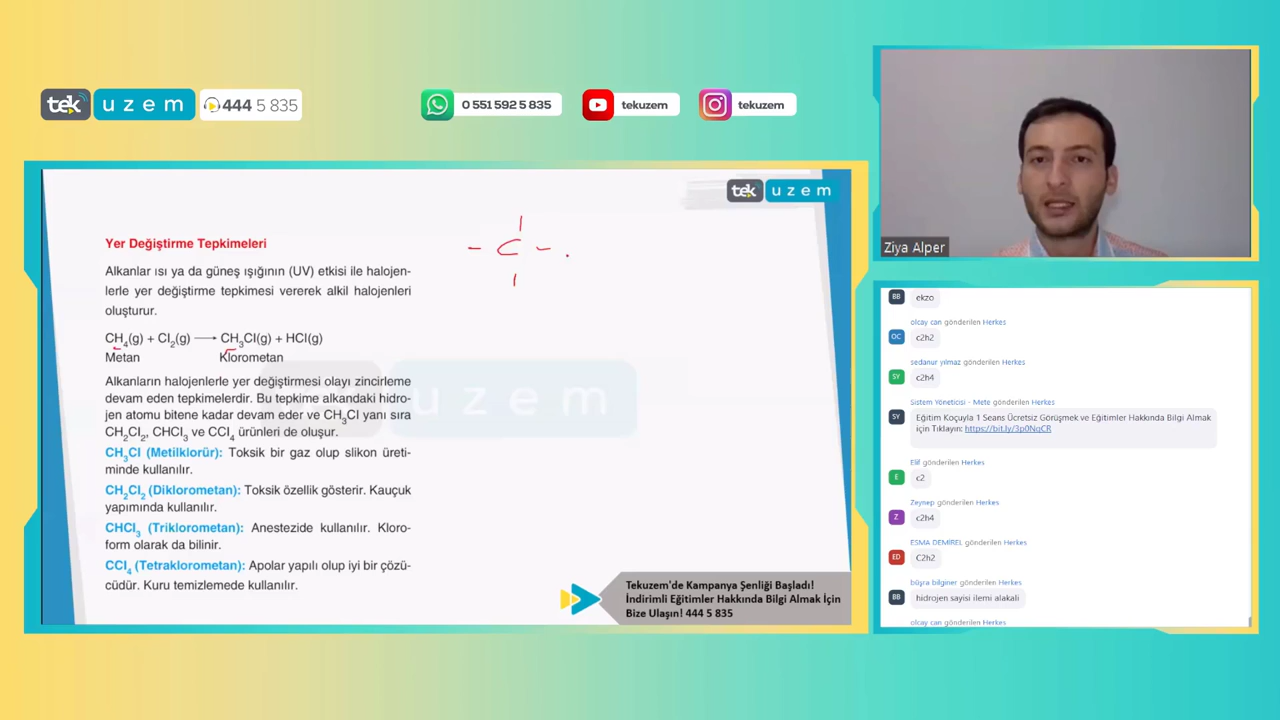 tek uzem 444 5 835
0 551 592 5 835
tekuzem
tekuzem
tek uzem
Yer Değiştirme Tepkimeleri
Alkanlar ısı ya da güneş ışığının (UV) etkisi ile halojen-
lerle yer değiştirme tepkimesi vererek alkil halojenleri
oluşturur.
CH₄(g) + Cl₂(g) ⟶ CH₃Cl(g) + HCl(g)
Metan Klorometan
Alkanların halojenlerle yer değiştirmesi olayı zincirleme
devam eden tepkimelerdir. Bu tepkime alkandaki hidro-
jen atomu bitene kadar devam eder ve CH₃Cl yanı sıra
CH₂Cl₂, CHCl₃ ve CCl₄ ürünleri de oluşur.
CH₃Cl (Metilklorür): Toksik bir gaz olup slikon üreti-
minde kullanılır.
CH₂Cl₂ (Diklorometan): Toksik özellik gösterir. Kauçuk
yapımında kullanılır.
CHCl₃ (Triklorometan): Anestezide kullanılır. Kloro-
form olarak da bilinir.
CCl₄ (Tetraklorometan): Apolar yapılı olup iyi bir çözü-
cüdür. Kuru temizlemede kullanılır.
- C -
uzem
Tekuzem'de Kampanya Şenliği Başladı!
İndirimli Eğitimler Hakkında Bilgi Almak İçin
Bize Ulaşın! 444 5 835
Ziya Alper
BB ekzo
olcay can gönderilen Herkes
OC c2h2
sedanur yılmaz gönderilen Herkes
SY c2h4
Sistem Yöneticisi - Mete gönderilen Herkes
SY Eğitim Koçuyla 1 Seans Ücretsiz Görüşmek ve Eğitimler Hakkında Bilgi Almak
için Tıklayın: https://bit.ly/3p0NqCR
Elif gönderilen Herkes
E c2
Zeynep gönderilen Herkes
Z c2h4
ESMA DEMİREL gönderilen Herkes
ED C2h2
büşra bilginer gönderilen Herkes
BB hidrojen sayisi ilemi alakali
olcay can gönderilen Herkes